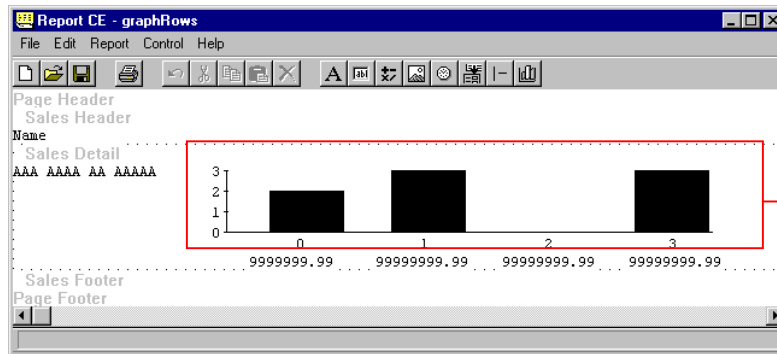 Report CE - graphRows
File Edit Report Control Help
A abl
Page Header
Sales Header
Name
Sales Detail
AAA AAAA AA AAAAA
3
2
1
0
0 1 2 3
9999999.99 99999999.99 99999999.99 99999999.99
Sales Footer
Page Footer